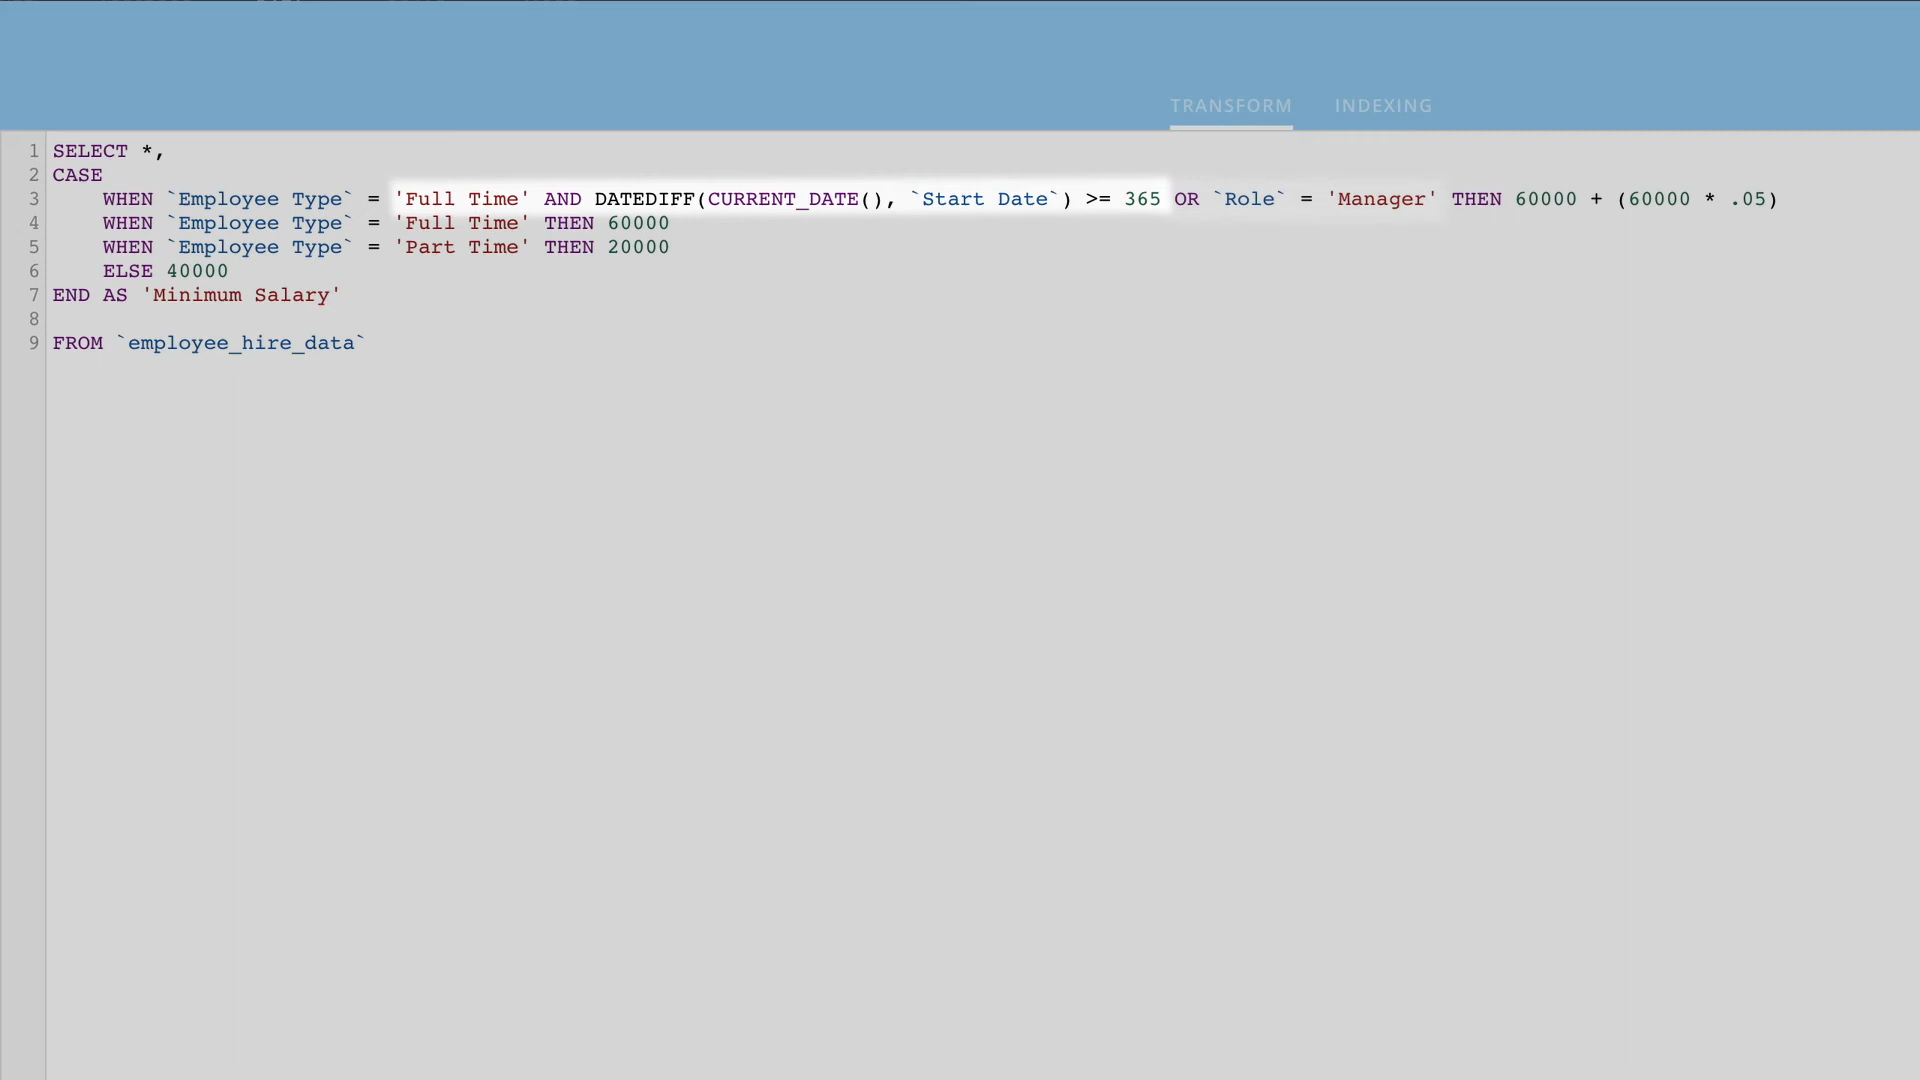 TRANSFORM INDEXING
1 SELECT *,
2 CASE
3 WHEN `Employee Type` = 'Full Time' AND DATEDIFF(CURRENT_DATE(), `Start Date`) >= 365 OR `Role` = 'Manager' THEN 60000 + (60000 * .05)
4 WHEN `Employee Type` = 'Full Time' THEN 60000
5 WHEN `Employee Type` = 'Part Time' THEN 20000
6 ELSE 40000
7 END AS 'Minimum Salary'
8
9 FROM `employee_hire_data`